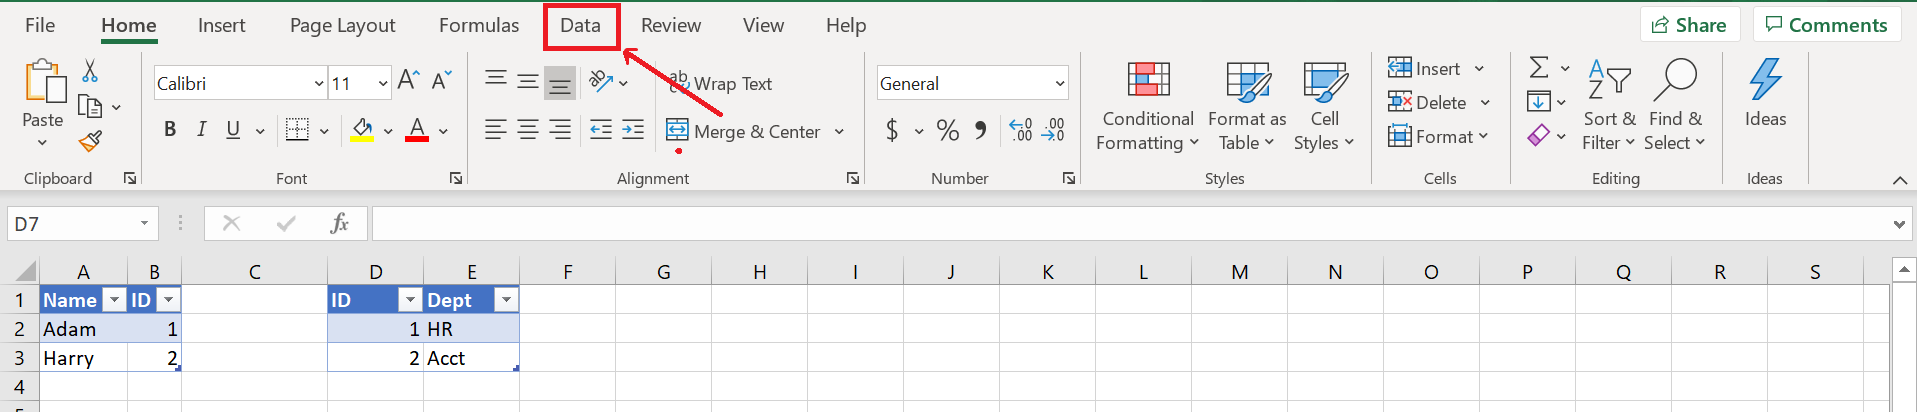 File Home Insert Page Layout Formulas Data Review View Help Share Comments
Calibri 11 A A Wrap Text General Insert Σ A Z
Paste B I U A Merge & Center $ % , .00 .0 Conditional Formatting Format as Table Cell Styles Delete Format Sort & Filter Find & Select Ideas
Clipboard Font Alignment Number Styles Cells Editing Ideas
D7 fx
A B C D E F G H I J K L M N O P Q R S
1 Name ID ID Dept
2 Adam 1 1 HR
3 Harry 2 2 Acct
4